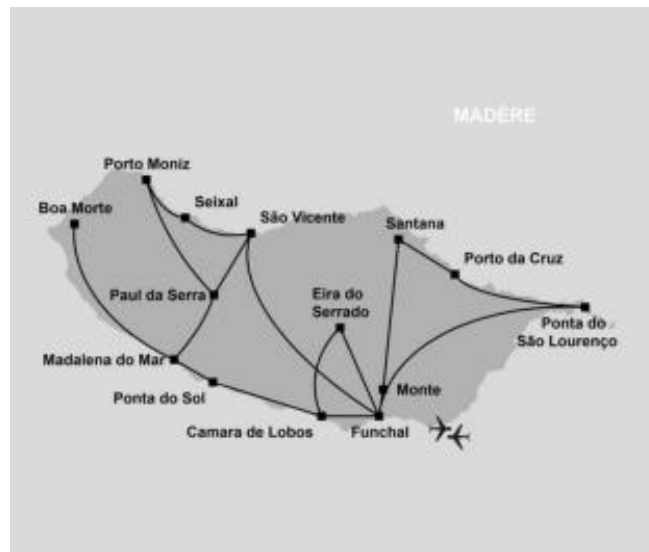 MADÈRE
Porto Moniz
Seixal
Boa Morte
São Vicente
Santana
Porto da Cruz
Paul da Serra
Eira do
Serrado
Ponta do
São Lourenço
Madalena do Mar
Ponta do Sol
Monte
Camara de Lobos
Funchal